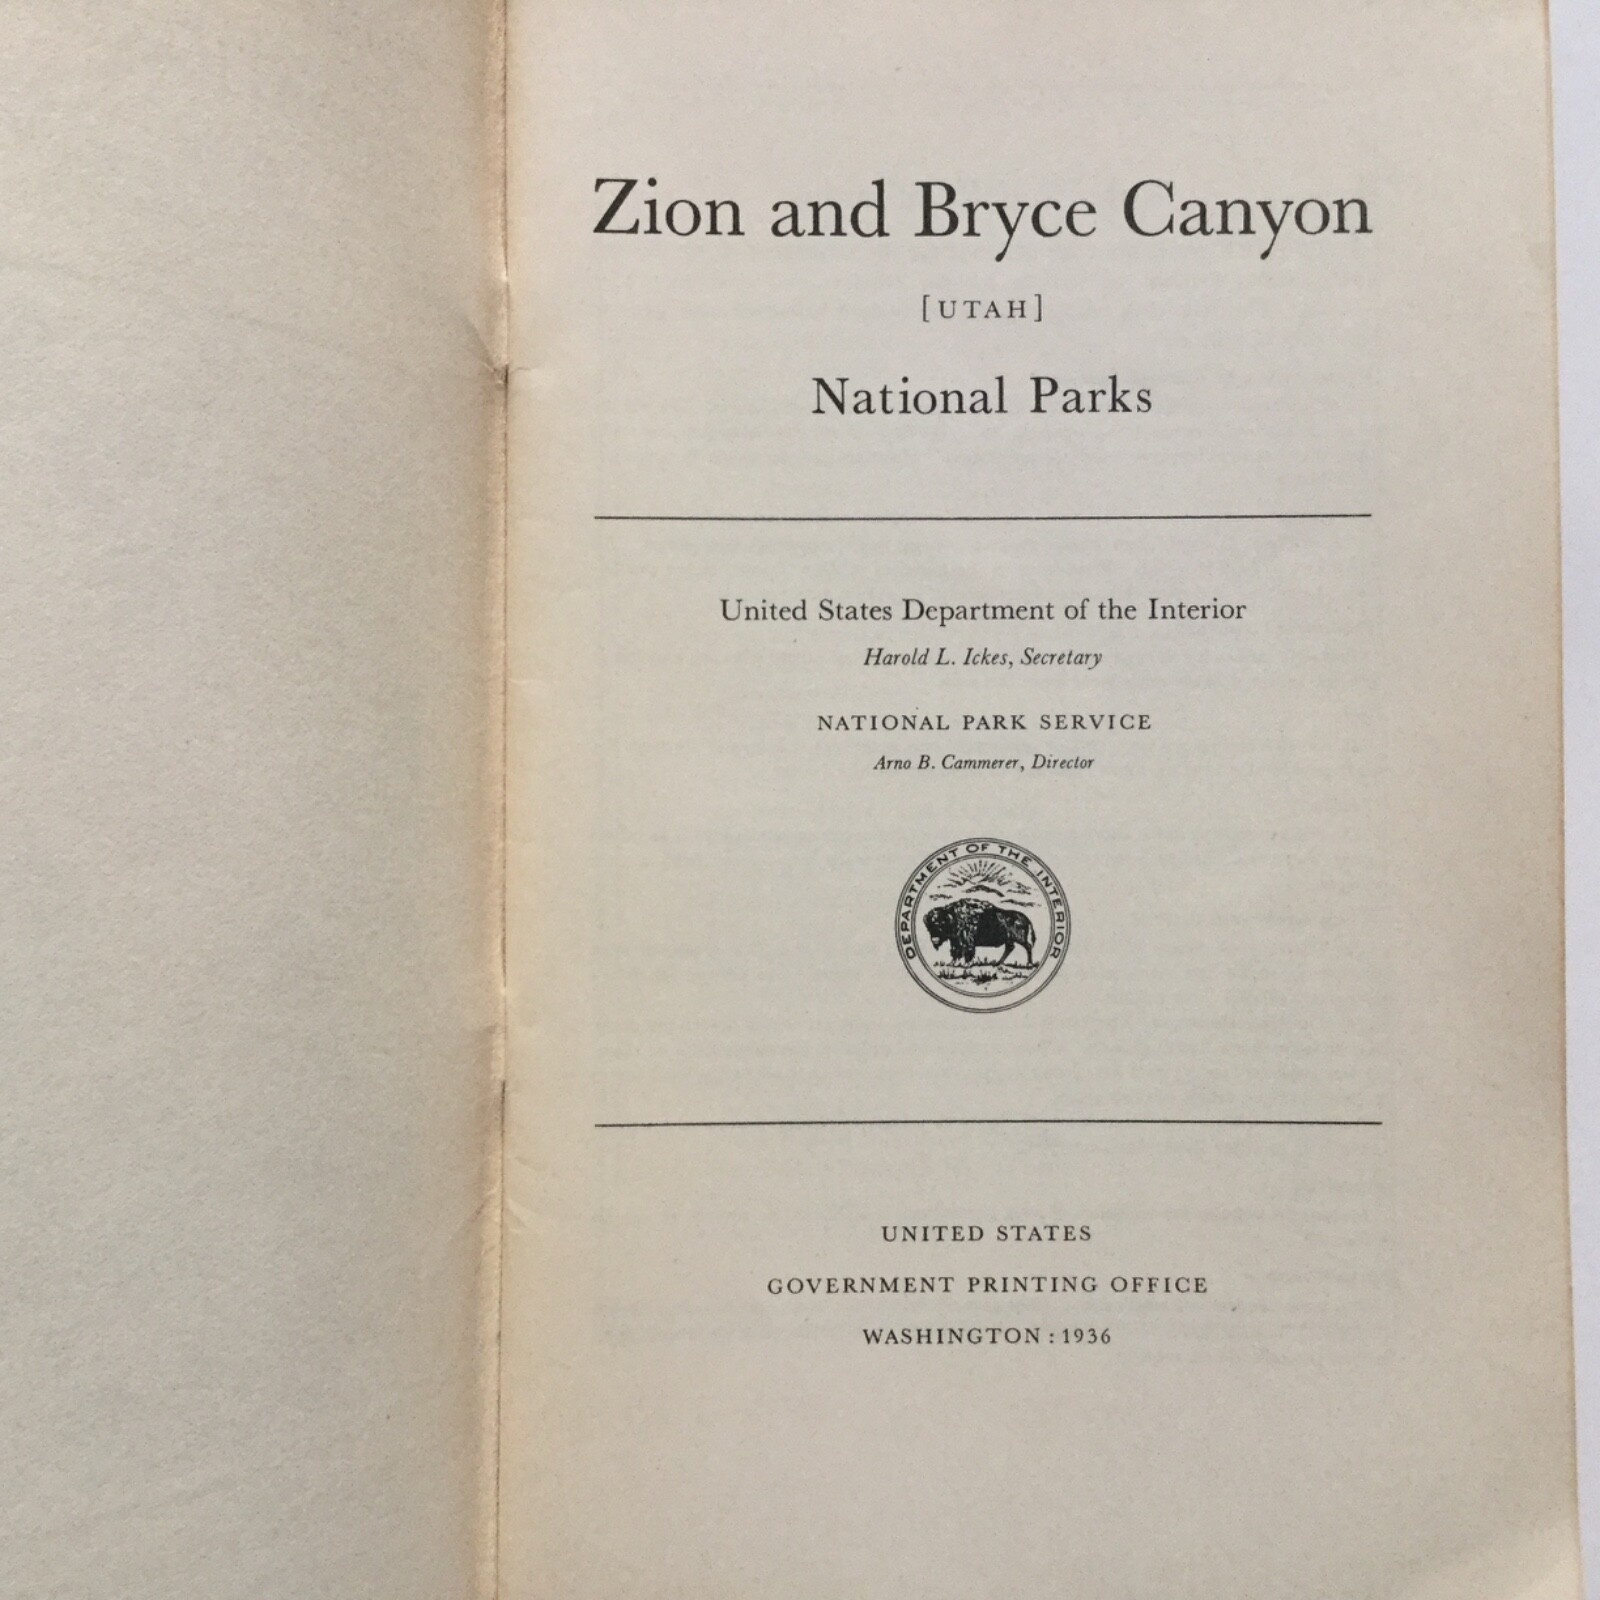 Zion and Bryce Canyon
[UTAH]
National Parks
United States Department of the Interior
Harold L. Ickes, Secretary
NATIONAL PARK SERVICE
Arno B. Cammerer, Director
DEPARTMENT OF THE INTERIOR
UNITED STATES
GOVERNMENT PRINTING OFFICE
WASHINGTON : 1936